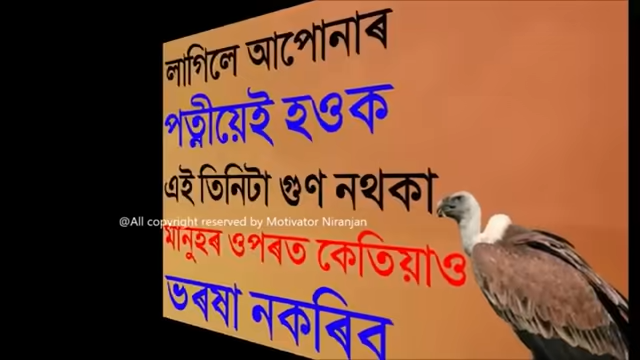 লাগিলে আপোনাৰ
পত্নীয়েই হওক
এই তিনিটা গুণ নথকা
@All copyright reserved by Motivator Niranjan
মানুহৰ ওপৰত কেতিয়াও
ভৰষা নকৰিব